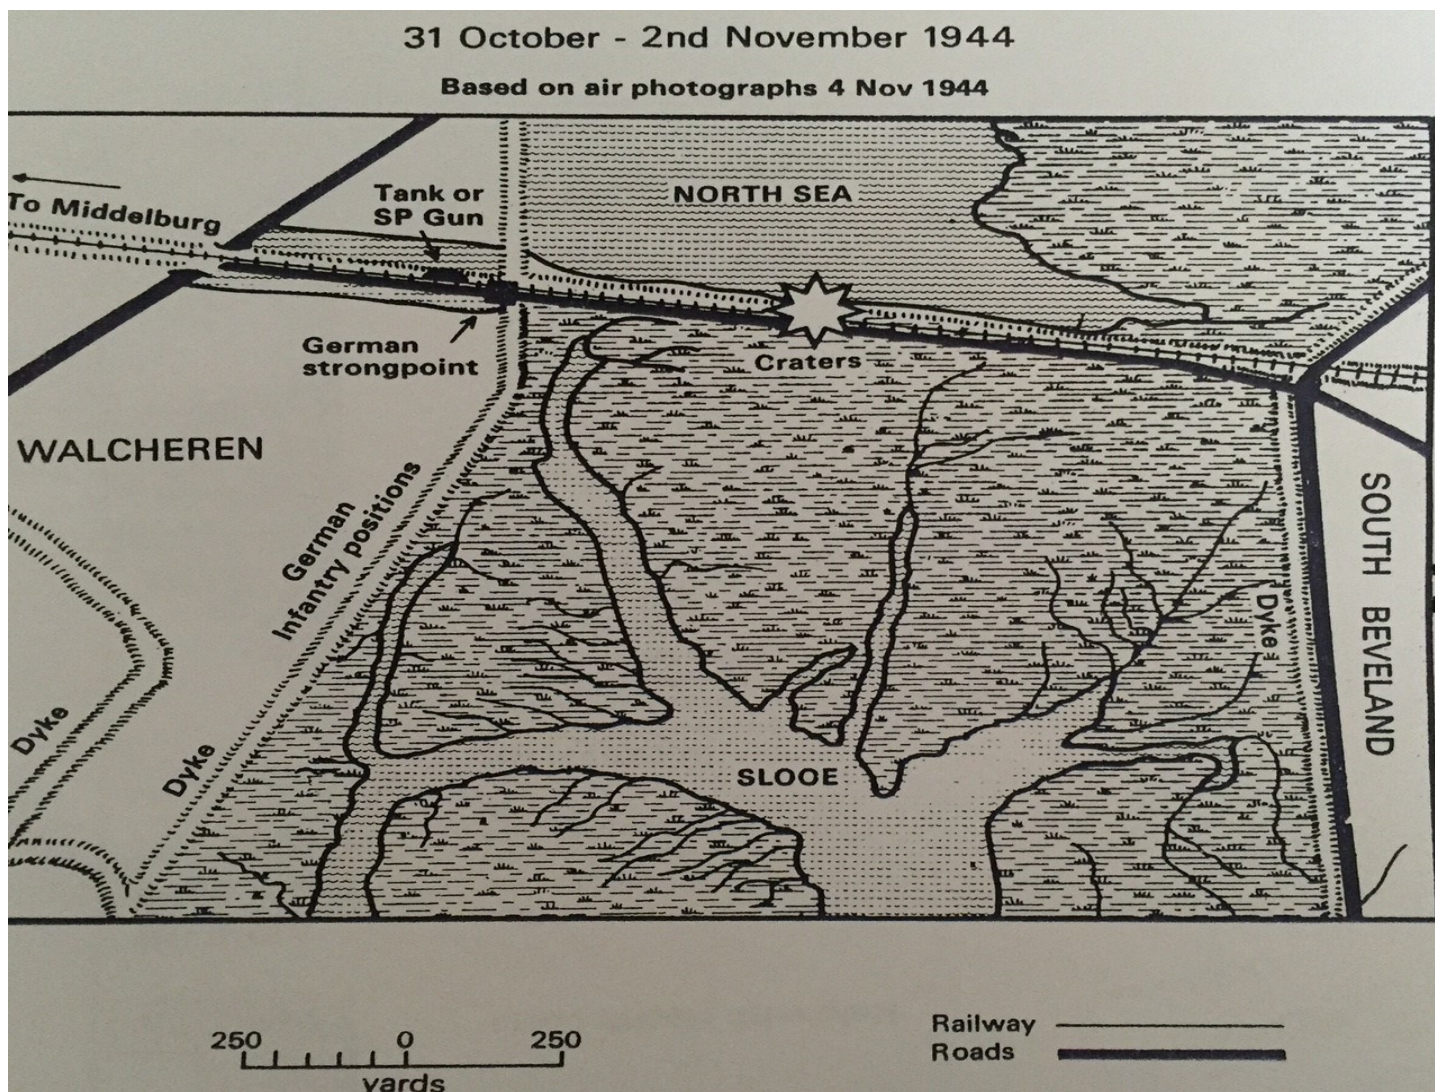 31 October - 2nd November 1944
Based on air photographs 4 Nov 1944
To Middelburg
Tank or
SP Gun
NORTH SEA
German
strongpoint
Craters
WALCHEREN
German
Infantry positions
SOUTH BEVELAND
Dyke
Dyke
Dyke
SLOOE
250 0 250
yards
Railway
Roads